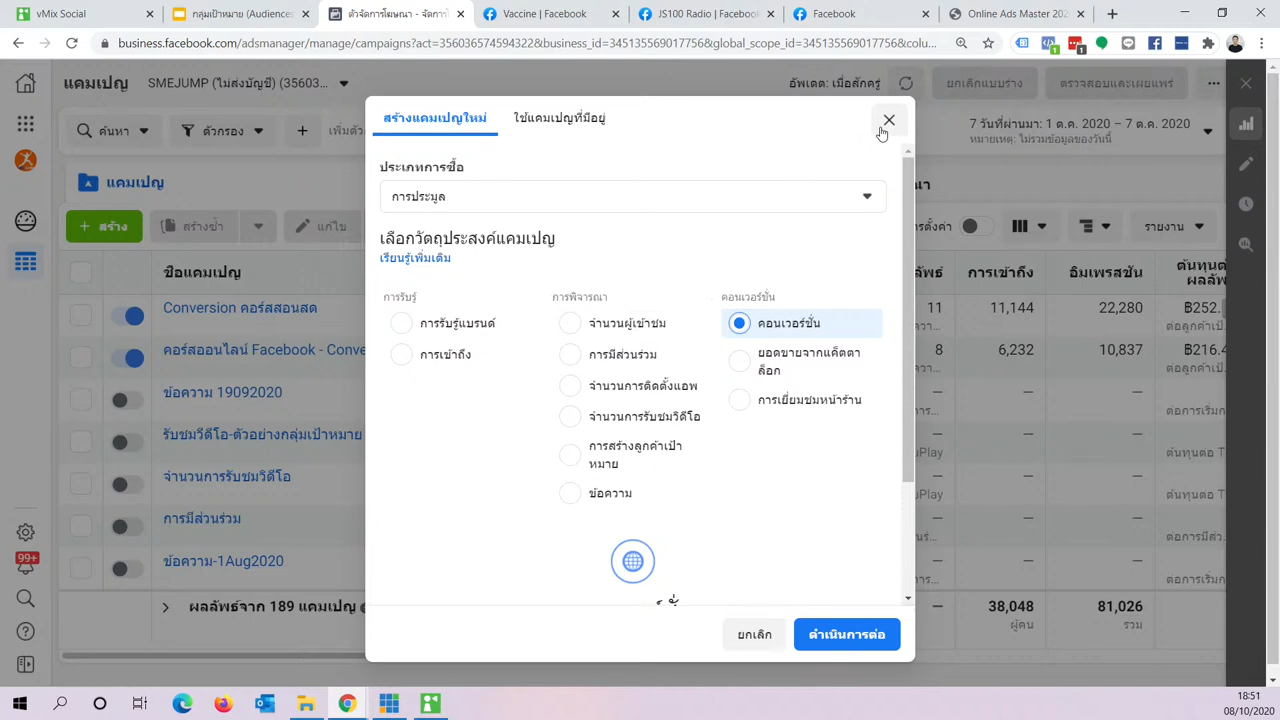 vMix Social
กลุ่มเป้าหมาย (Audiences
ตัวจัดการโฆษณา - จัดการโ
Vaccine | Facebook
JS100 Radio | Facebook
Facebook
Online Ads Master 202
business.facebook.com/adsmanager/manage/campaigns?act=356036574593322&business_id=345135569017756&global_scope_id=345135569017756&colu...
แคมเปญ
SMEJUMP (ไม่ส่งบัญชี) (35603...
อัพเดต: เมื่อสักครู่
ยกเลิกแบบร่าง
ตรวจสอบและเผยแพร่
ค้นหา
ตัวกรอง
เพิ่มตัว
7 วันที่ผ่านมา: 1 ต.ค. 2020 – 7 ต.ค. 2020
หมายเหตุ: ไม่รวมข้อมูลของวันนี้
แคมเปญ
สร้าง
สร้างซ้ำ
แก้ไข
รายงาน
ชื่อแคมเปญ
การเข้าถึง
อิมเพรสชัน
ต้นทุนต่อ
ผลลัพธ์
Conversion คอร์สสอนสด
11
11,144
22,280
฿252.
คอร์สออนไลน์ Facebook - Conve
8
6,232
10,837
฿216.4
ข้อความ 19092020
รับชมวีดีโอ-ตัวอย่างกลุ่มเป้าหมาย
จำนวนการรับชมวิดีโอ
การมีส่วนร่วม
ข้อความ-1Aug2020
ผลลัพธ์จาก 189 แคมเปญ
38,048
81,026
ผู้คน
รวม
สร้างแคมเปญใหม่
ใช้แคมเปญที่มีอยู่
ประเภทการซื้อ
การประมูล
เลือกวัตถุประสงค์แคมเปญ
เรียนรู้เพิ่มเติม
การรับรู้
การรับรู้แบรนด์
การเข้าถึง
การพิจารณา
จำนวนผู้เข้าชม
การมีส่วนร่วม
จำนวนการติดตั้งแอพ
จำนวนการรับชมวิดีโอ
การสร้างลูกค้าเป้า
หมาย
ข้อความ
คอนเวอร์ชั่น
คอนเวอร์ชั่น
ยอดขายจากแค็ตตา
ล็อก
การเยี่ยมชมหน้าร้าน
ยกเลิก
ดำเนินการต่อ
99+
18:51
08/10/2020